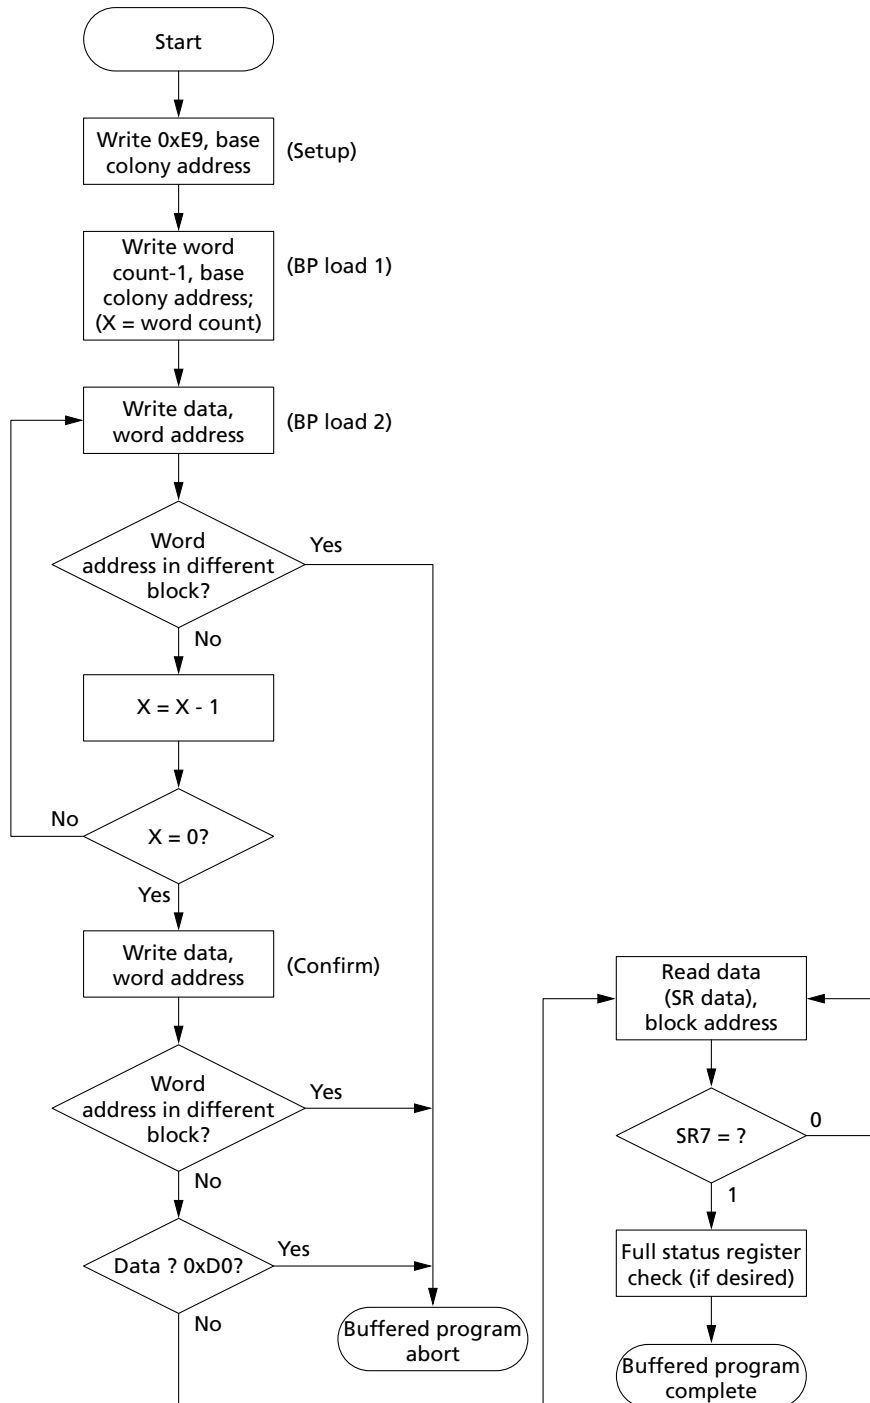 Start
Write 0xE9, base
colony address
(Setup)
Write word
count-1, base
colony address;
(X = word count)
(BP load 1)
Write data,
word address
(BP load 2)
Word
address in different
block?
Yes
No
X = X - 1
No
X = 0?
Yes
Write data,
word address
(Confirm)
Word
address in different
block?
Yes
No
Data ? 0xD0?
Yes
No
Buffered program
abort
Read data
(SR data),
block address
SR7 = ?
0
1
Full status register
check (if desired)
Buffered program
complete